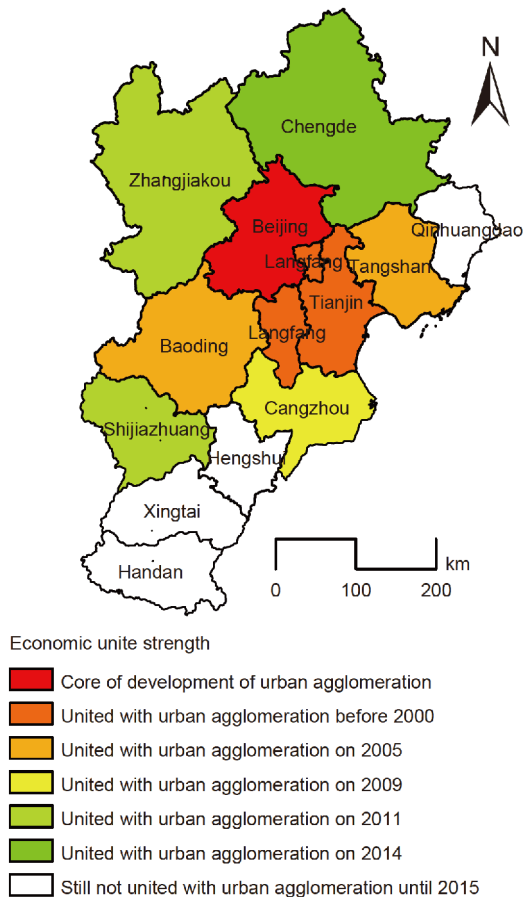 N
Chengde
Zhangjiakou
Beijing
Qinhuangdao
Langfang
Tangshan
Tianjin
Langfang
Baoding
Cangzhou
Shijiazhuang
Hengshui
Xingtai
Handan
km
0 100 200
Economic unite strength
Core of development of urban agglomeration
United with urban agglomeration before 2000
United with urban agglomeration on 2005
United with urban agglomeration on 2009
United with urban agglomeration on 2011
United with urban agglomeration on 2014
Still not united with urban agglomeration until 2015